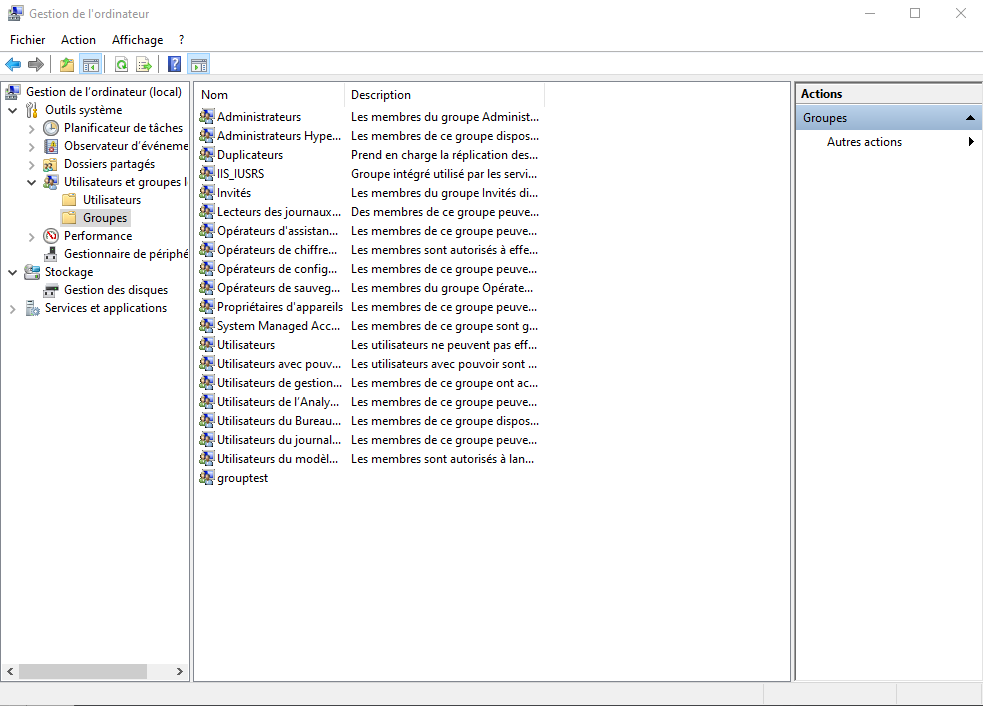 Gestion de l'ordinateur
Fichier Action Affichage ?
Gestion de l'ordinateur (local)
Outils système
Planificateur de tâches
Observateur d'événeme
Dossiers partagés
Utilisateurs et groupes l
Utilisateurs
Groupes
Performance
Gestionnaire de périphé
Stockage
Gestion des disques
Services et applications
Nom Description
Administrateurs Les membres du groupe Administ...
Administrateurs Hype... Les membres de ce groupe dispos...
Duplicateurs Prend en charge la réplication des...
IIS_IUSRS Groupe intégré utilisé par les servi...
Invités Les membres du groupe Invités di...
Lecteurs des journaux... Des membres de ce groupe peuve...
Opérateurs d'assistan... Les membres de ce groupe peuve...
Opérateurs de chiffre... Les membres sont autorisés à effe...
Opérateurs de config... Les membres de ce groupe peuve...
Opérateurs de sauveg... Les membres du groupe Opérate...
Propriétaires d'appareils Les membres de ce groupe peuve...
System Managed Acc... Les membres de ce groupe sont g...
Utilisateurs Les utilisateurs ne peuvent pas eff...
Utilisateurs avec pouv... Les utilisateurs avec pouvoir sont ...
Utilisateurs de gestion... Les membres de ce groupe ont ac...
Utilisateurs de l'Analy... Les membres de ce groupe peuve...
Utilisateurs du Bureau... Les membres de ce groupe dispos...
Utilisateurs du journal... Les membres de ce groupe peuve...
Utilisateurs du modèl... Les membres sont autorisés à lan...
grouptest
Actions
Groupes
Autres actions